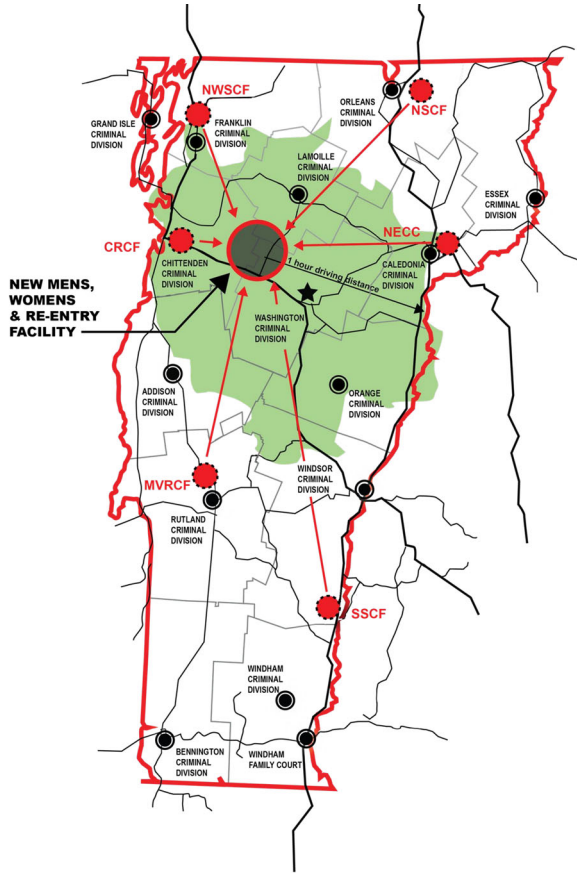 NWSCF
ORLEANS
CRIMINAL
DIVISION
NSCF
GRAND ISLE
CRIMINAL
DIVISION
FRANKLIN
CRIMINAL
DIVISION
LAMOILLE
CRIMINAL
DIVISION
ESSEX
CRIMINAL
DIVISION
CRCF
NECC
CHITTENDEN
CRIMINAL
DIVISION
CALEDONIA
CRIMINAL
DIVISION
1 hour driving distance
NEW MENS,
WOMENS
& RE-ENTRY
FACILITY
WASHINGTON
CRIMINAL
DIVISION
ADDISON
CRIMINAL
DIVISION
ORANGE
CRIMINAL
DIVISION
MVRCF
WINDSOR
CRIMINAL
DIVISION
RUTLAND
CRIMINAL
DIVISION
SSCF
WINDHAM
CRIMINAL
DIVISION
BENNINGTON
CRIMINAL
DIVISION
WINDHAM
FAMILY COURT